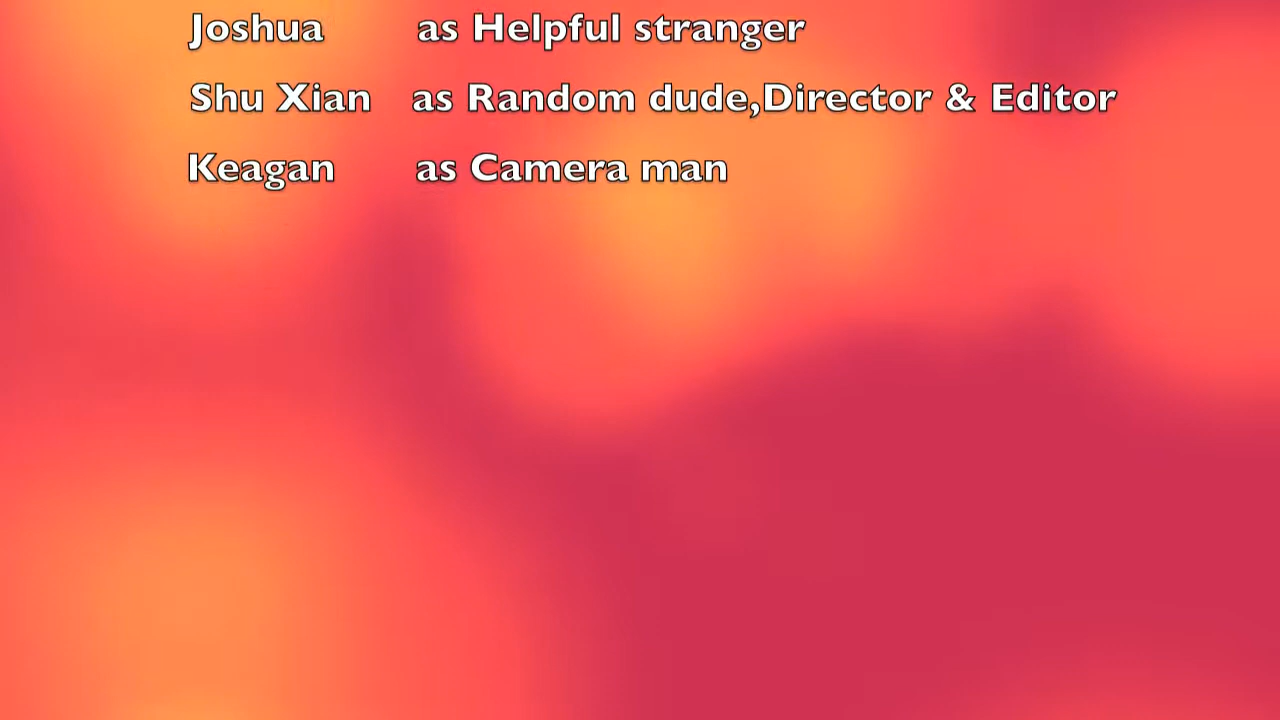 Joshua as Helpful stranger
Shu Xian as Random dude,Director & Editor
Keagan as Camera man